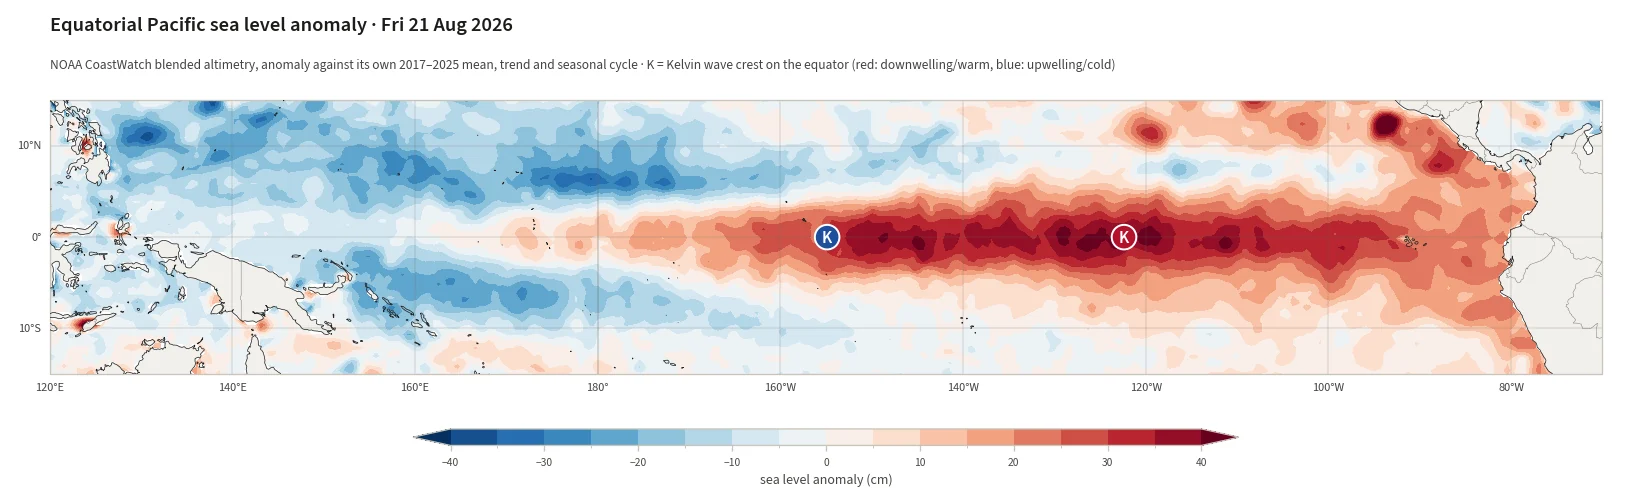 Equatorial Pacific sea level anomaly · Fri 21 Aug 2026
NOAA CoastWatch blended altimetry, anomaly against its own 2017–2025 mean, trend and seasonal cycle · K = Kelvin wave crest on the equator (red: downwelling/warm, blue: upwelling/cold)
10°N
0°
K K
10°S
120°E 140°E 160°E 180° 160°W 140°W 120°W 100°W 80°W
−40 −30 −20 −10 0 10 20 30 40
sea level anomaly (cm)